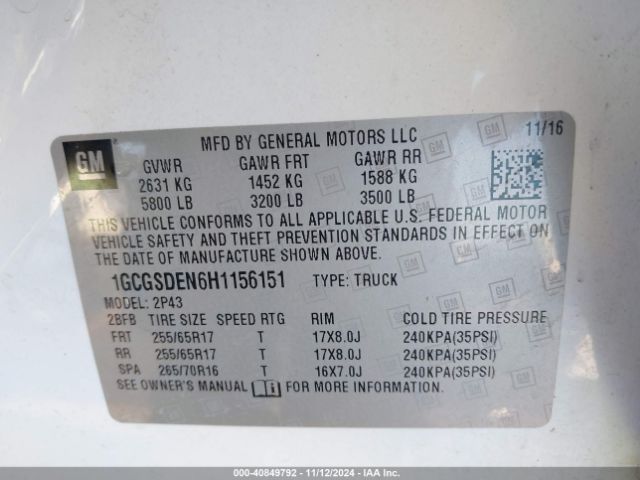 GM
MFD BY GENERAL MOTORS LLC 11/16
GVWR GAWR FRT GAWR RR
2631 KG 1452 KG 1588 KG
5800 LB 3200 LB 3500 LB
THIS VEHICLE CONFORMS TO ALL APPLICABLE U.S. FEDERAL MOTOR
VEHICLE SAFETY AND THEFT PREVENTION STANDARDS IN EFFECT ON
THE DATE OF MANUFACTURE SHOWN ABOVE.
1GCGSDEN6H1156151 TYPE: TRUCK
MODEL: 2P43
2BFB TIRE SIZE SPEED RTG RIM COLD TIRE PRESSURE
FRT 255/65R17 T 17X8.0J 240KPA(35PSI)
RR 255/65R17 T 17X8.0J 240KPA(35PSI)
SPA 265/70R16 T 16X7.0J 240KPA(35PSI)
SEE OWNER'S MANUAL FOR MORE INFORMATION.
000-40849792 - 11/12/2024 - IAA Inc.